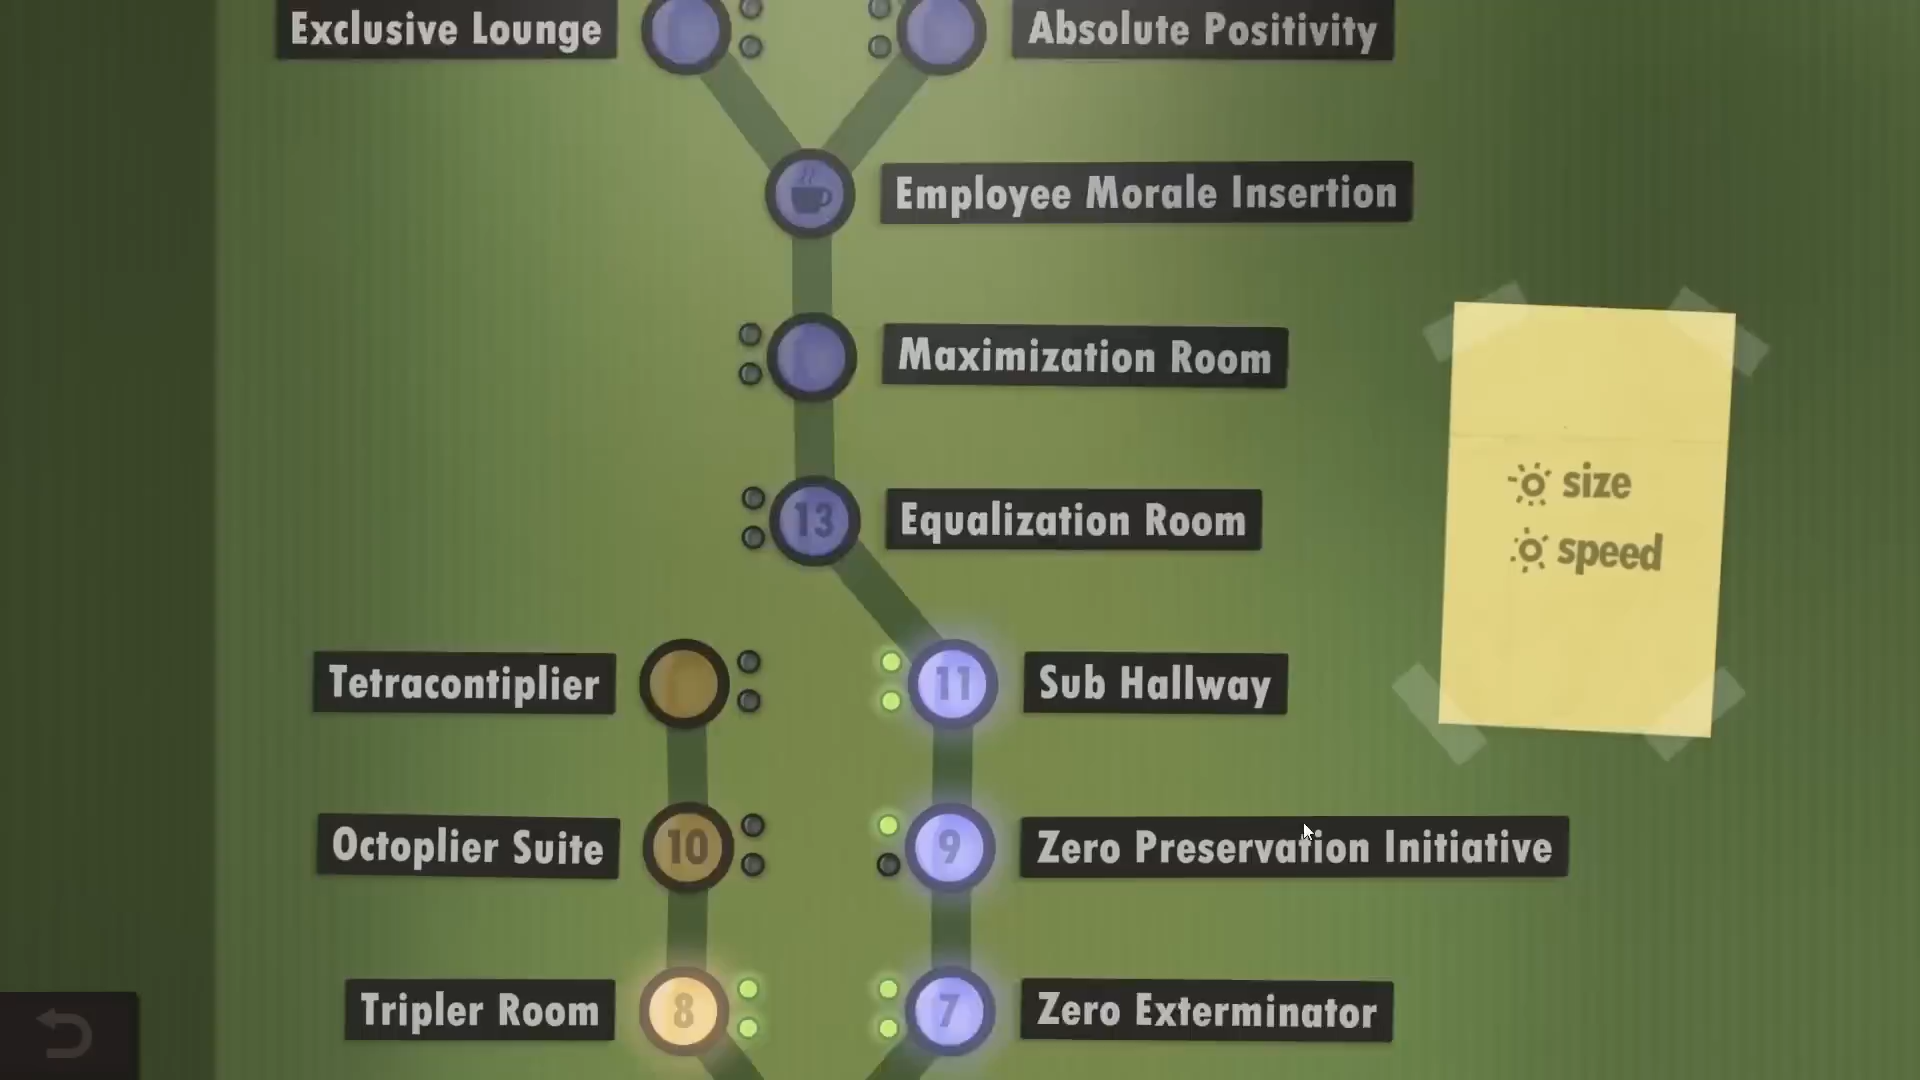 Exclusive Lounge
Absolute Positivity
Employee Morale Insertion
Maximization Room
13 Equalization Room
size
speed
Tetracontiplier
11 Sub Hallway
Octoplier Suite 10
9 Zero Preservation Initiative
Tripler Room 8
7 Zero Exterminator